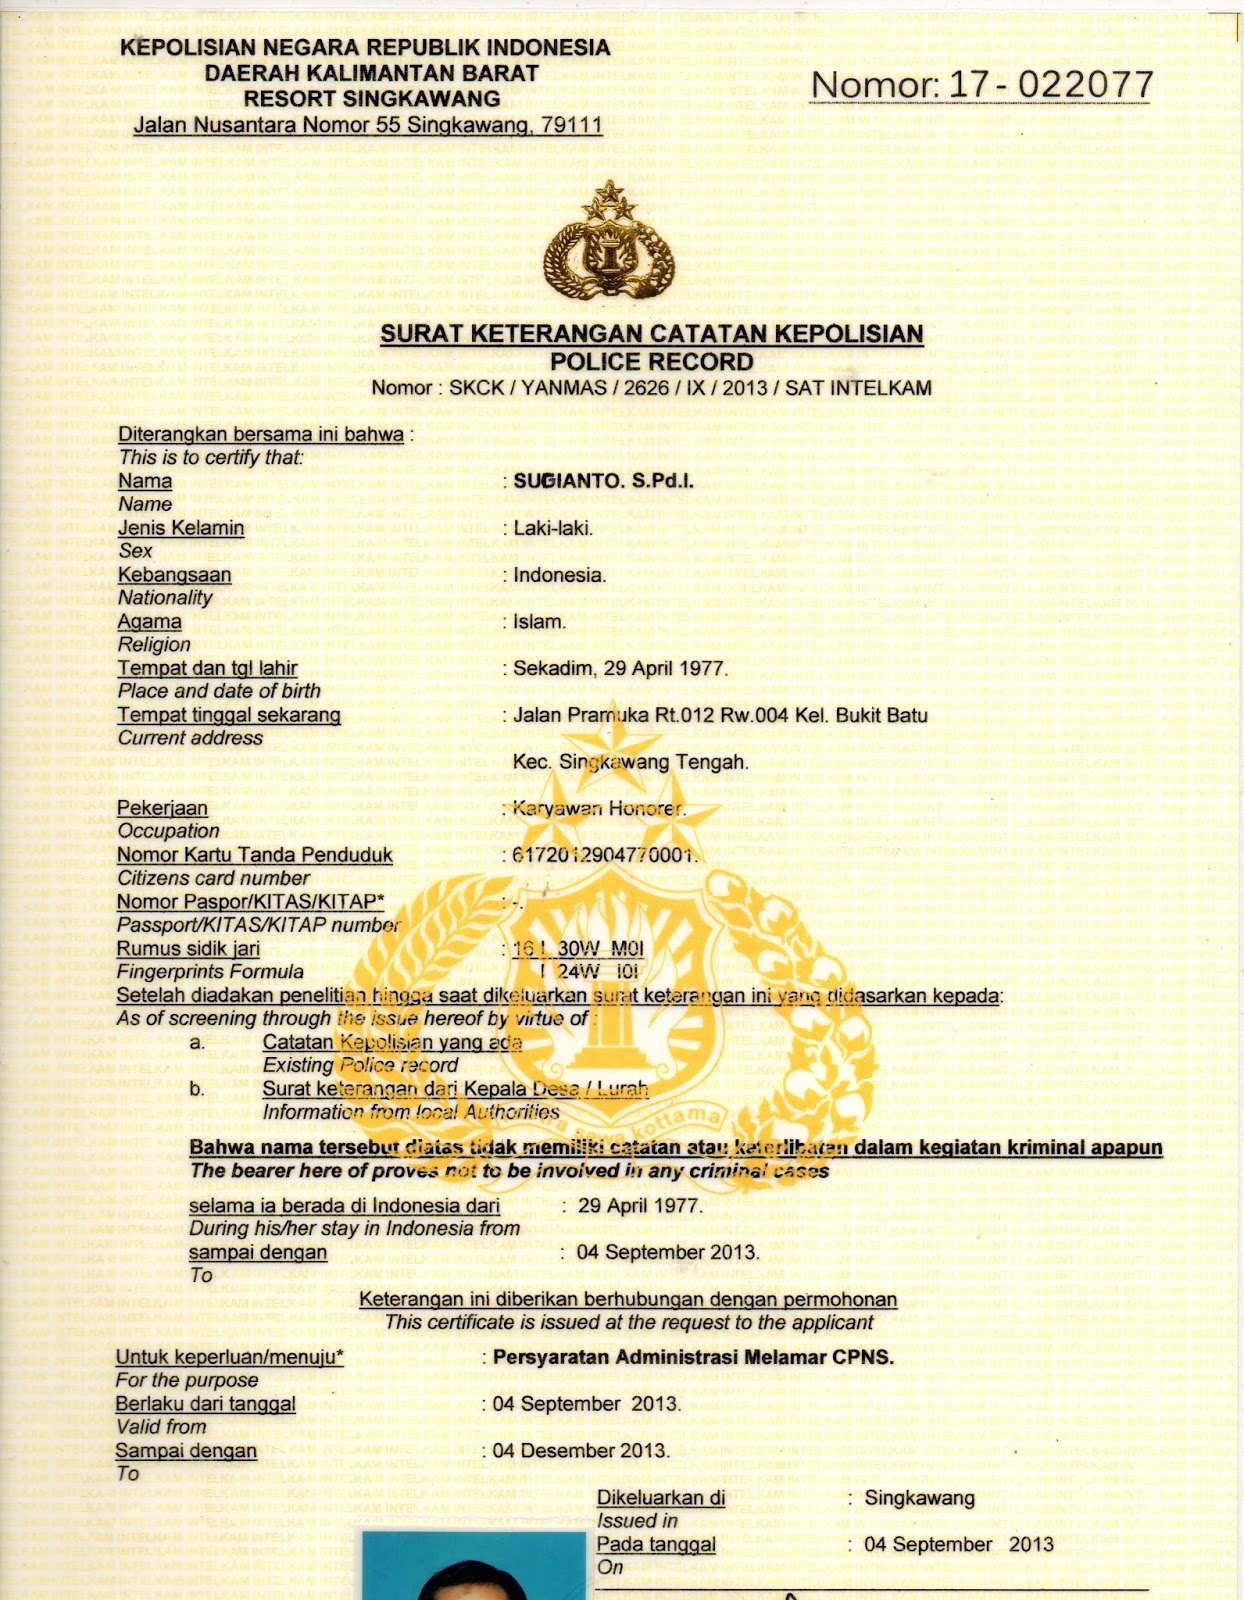 KEPOLISIAN NEGARA REPUBLIK INDONESIA
DAERAH KALIMANTAN BARAT
RESORT SINGKAWANG
Jalan Nusantara Nomor 55 Singkawang, 79111
Nomor: 17 - 022077
SURAT KETERANGAN CATATAN KEPOLISIAN
POLICE RECORD
Nomor : SKCK / YANMAS / 2626 / IX / 2013 / SAT INTELKAM
Diterangkan bersama ini bahwa :
This is to certify that:
Nama : SUGIANTO. S.Pd.I.
Name
Jenis Kelamin : Laki-laki.
Sex
Kebangsaan : Indonesia.
Nationality
Agama : Islam.
Religion
Tempat dan tgl lahir : Sekadim, 29 April 1977.
Place and date of birth
Tempat tinggal sekarang : Jalan Pramuka Rt.012 Rw.004 Kel. Bukit Batu
Current address
Kec. Singkawang Tengah.
Pekerjaan : Karyawan Honorer.
Occupation
Nomor Kartu Tanda Penduduk : 6172012904770001.
Citizens card number
Nomor Paspor/KITAS/KITAP* : -.
Passport/KITAS/KITAP number
Rumus sidik jari : 16 I 30W M0I
Fingerprints Formula I 24W I0I
Setelah diadakan penelitian hingga saat dikeluarkan surat keterangan ini yang didasarkan kepada:
As of screening through the issue hereof by virtue of :
a. Catatan Kepolisian yang ada
Existing Police record
b. Surat keterangan dari Kepala Desa / Lurah
Information from local Authorities
sewakottama
Bahwa nama tersebut diatas tidak memiliki catatan atau keterlibatan dalam kegiatan kriminal apapun
The bearer here of proves not to be involved in any criminal cases
selama ia berada di Indonesia dari : 29 April 1977.
During his/her stay in Indonesia from
sampai dengan : 04 September 2013.
To
Keterangan ini diberikan berhubungan dengan permohonan
This certificate is issued at the request to the applicant
Untuk keperluan/menuju* : Persyaratan Administrasi Melamar CPNS.
For the purpose
Berlaku dari tanggal : 04 September 2013.
Valid from
Sampai dengan : 04 Desember 2013.
To
Dikeluarkan di : Singkawang
Issued in
Pada tanggal : 04 September 2013
On